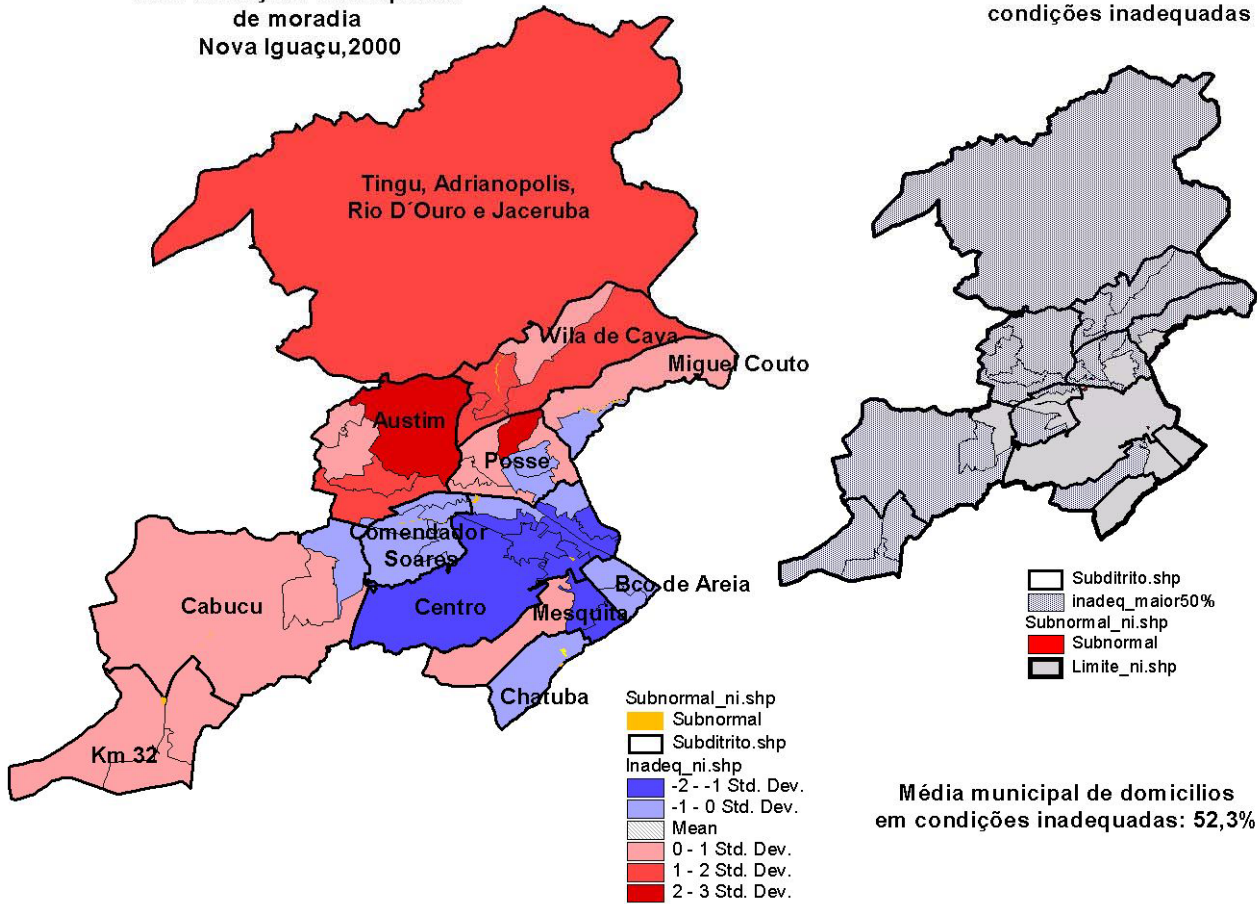 de moradia
Nova Iguaçu,2000
condições inadequadas
Tingu, Adrianopolis,
Rio D´Ouro e Jaceruba
Wila de Cava
Miguel Couto
Austim
Posse
Comendador
Soares
Bco de Areia
Cabucu
Centro
Mesquita
Chatuba
Km 32
Subnormal_ni.shp
Subnormal
Subditrito.shp
Inadeq_ni.shp
-2 - -1 Std. Dev.
-1 - 0 Std. Dev.
Mean
0 - 1 Std. Dev.
1 - 2 Std. Dev.
2 - 3 Std. Dev.
Subditrito.shp
inadeq_maior50%
Subnormal_ni.shp
Subnormal
Limite_ni.shp
Média municipal de domicilios
em condições inadequadas: 52,3%